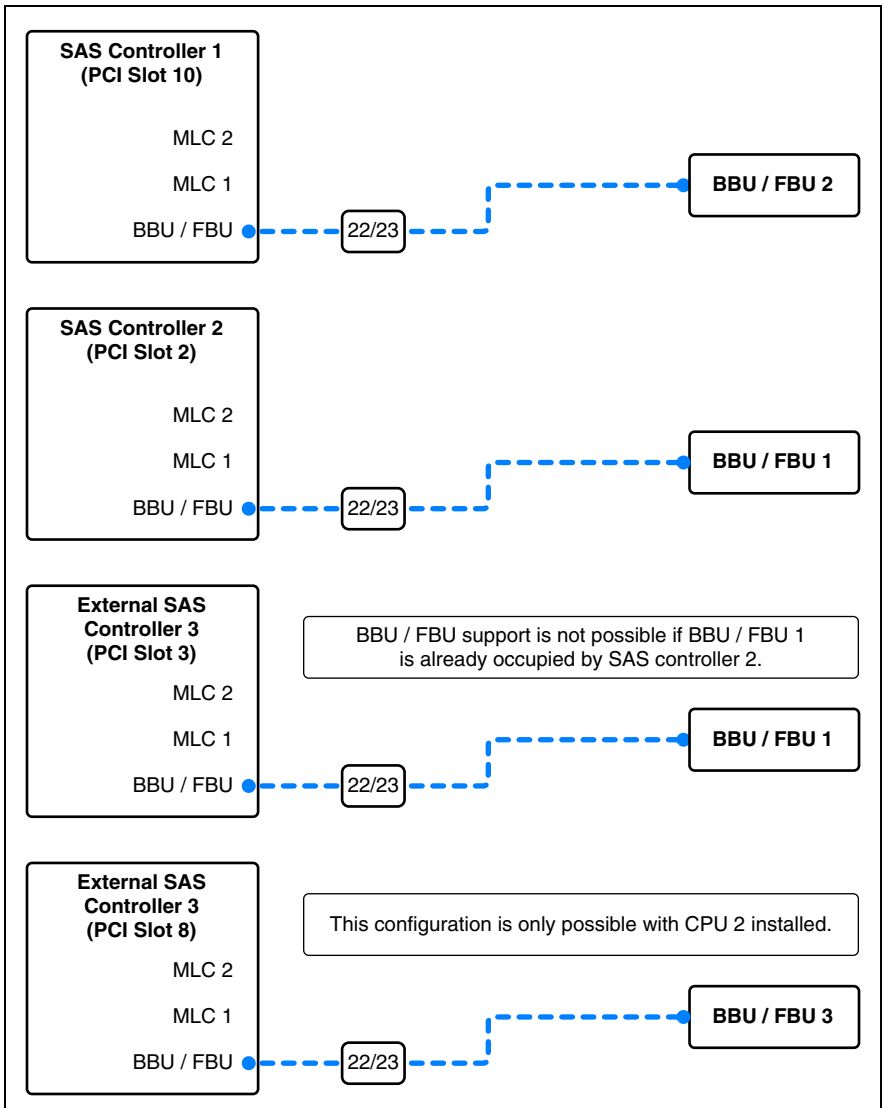 SAS Controller 1
(PCI Slot 10)
MLC 2
MLC 1
BBU / FBU
22/23
BBU / FBU 2
SAS Controller 2
(PCI Slot 2)
MLC 2
MLC 1
BBU / FBU
22/23
BBU / FBU 1
External SAS
Controller 3
(PCI Slot 3)
BBU / FBU support is not possible if BBU / FBU 1
is already occupied by SAS controller 2.
MLC 2
MLC 1
BBU / FBU
22/23
BBU / FBU 1
External SAS
Controller 3
(PCI Slot 8)
This configuration is only possible with CPU 2 installed.
MLC 2
MLC 1
BBU / FBU
22/23
BBU / FBU 3